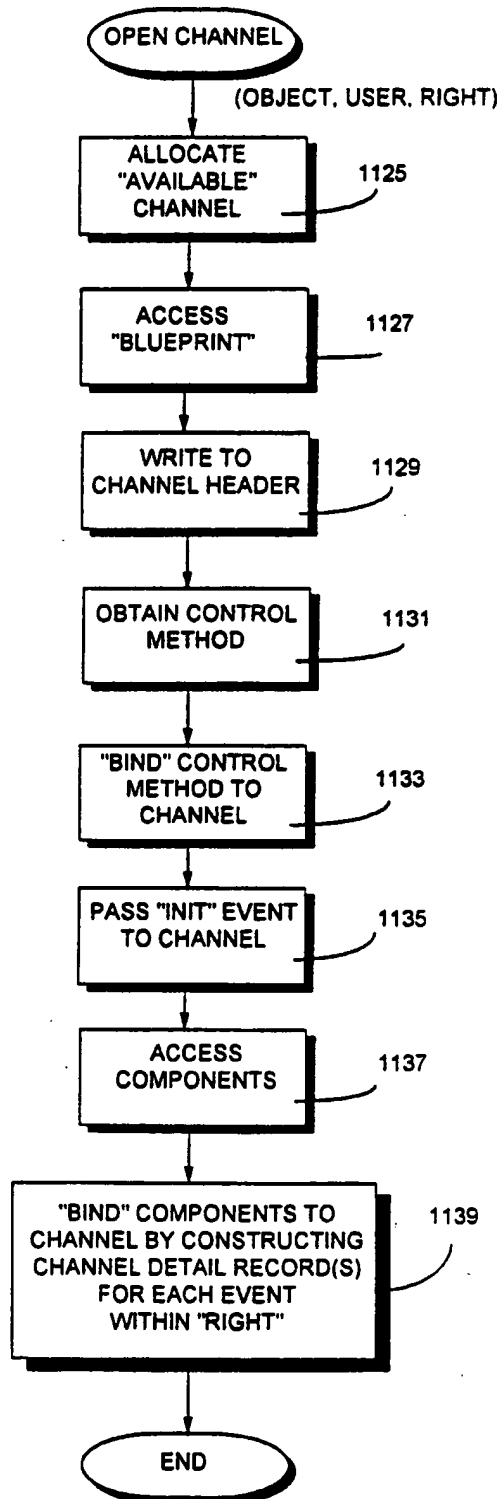 OPEN CHANNEL
(OBJECT, USER, RIGHT)
ALLOCATE
"AVAILABLE"
CHANNEL
1125
ACCESS
"BLUEPRINT"
1127
WRITE TO
CHANNEL HEADER
1129
OBTAIN CONTROL
METHOD
1131
"BIND" CONTROL
METHOD TO
CHANNEL
1133
PASS "INIT" EVENT
TO CHANNEL
1135
ACCESS
COMPONENTS
1137
"BIND" COMPONENTS TO
CHANNEL BY CONSTRUCTING
CHANNEL DETAIL RECORD(S)
FOR EACH EVENT
WITHIN "RIGHT"
1139
END